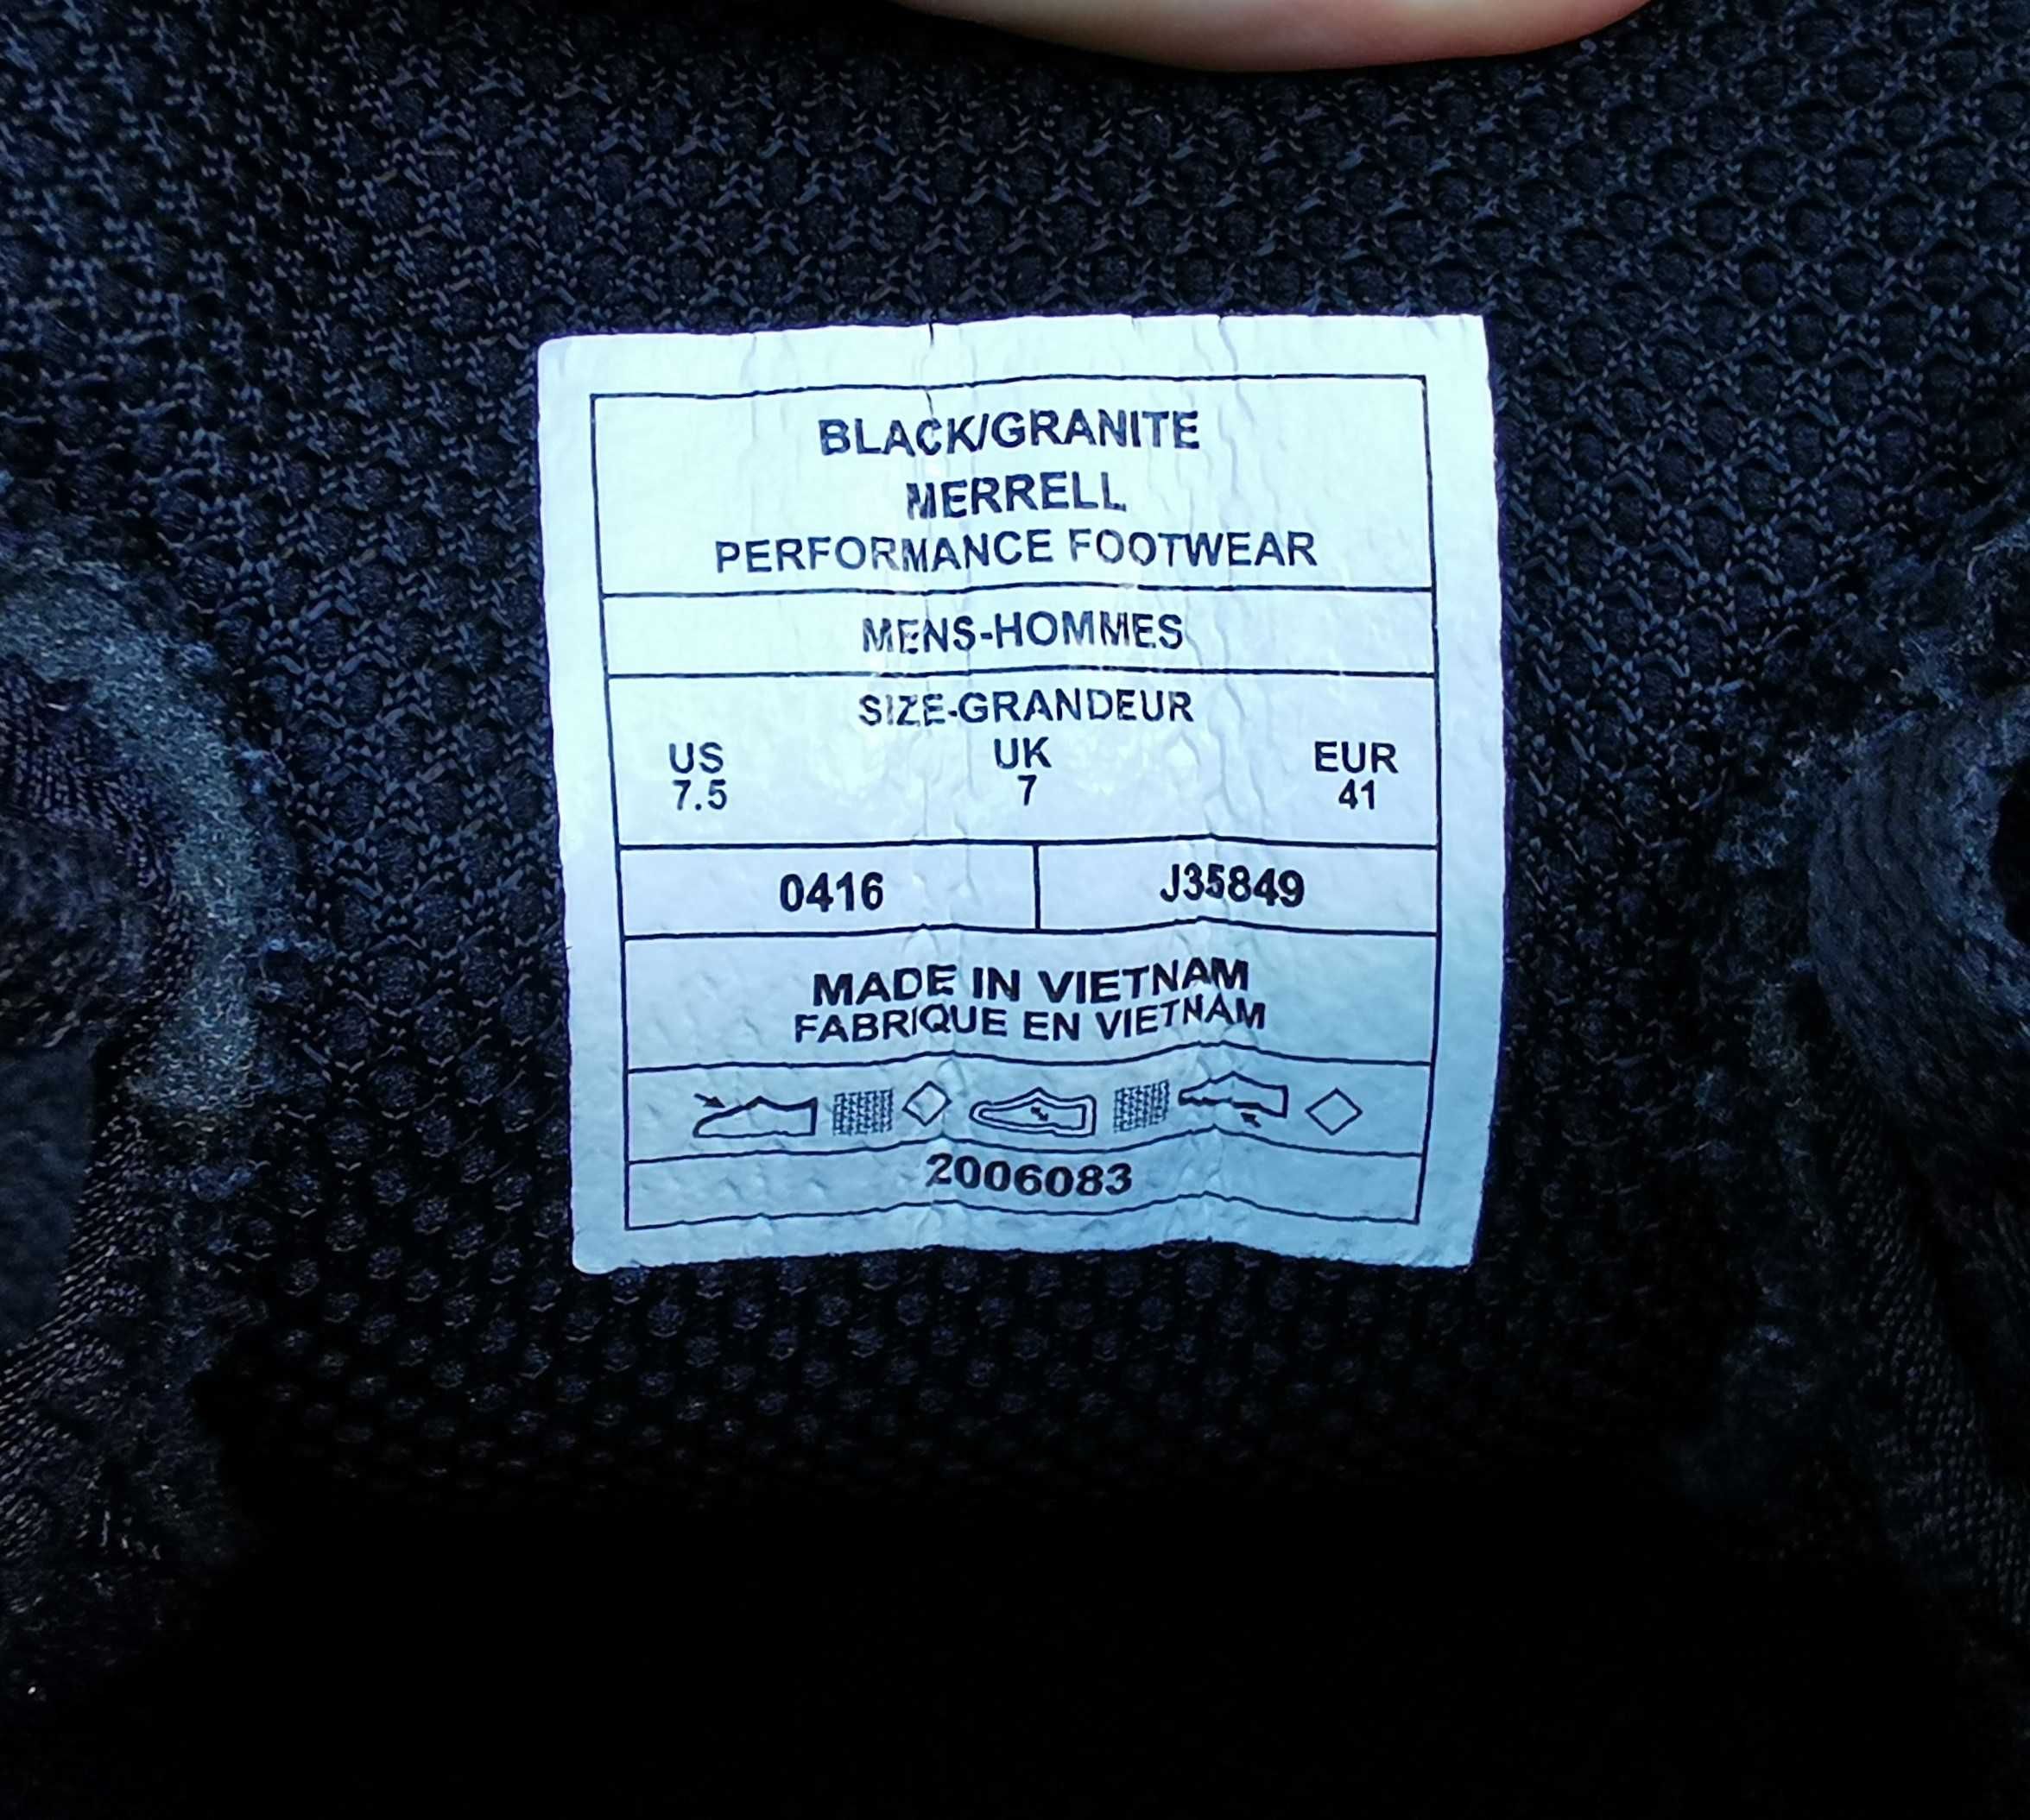 BLACK/GRANITE
MERRELL
PERFORMANCE FOOTWEAR
MENS-HOMMES
SIZE-GRANDEUR
US UK EUR
7.5 7 41
0416 J35849
MADE IN VIETNAM
FABRIQUE EN VIETNAM
2006083